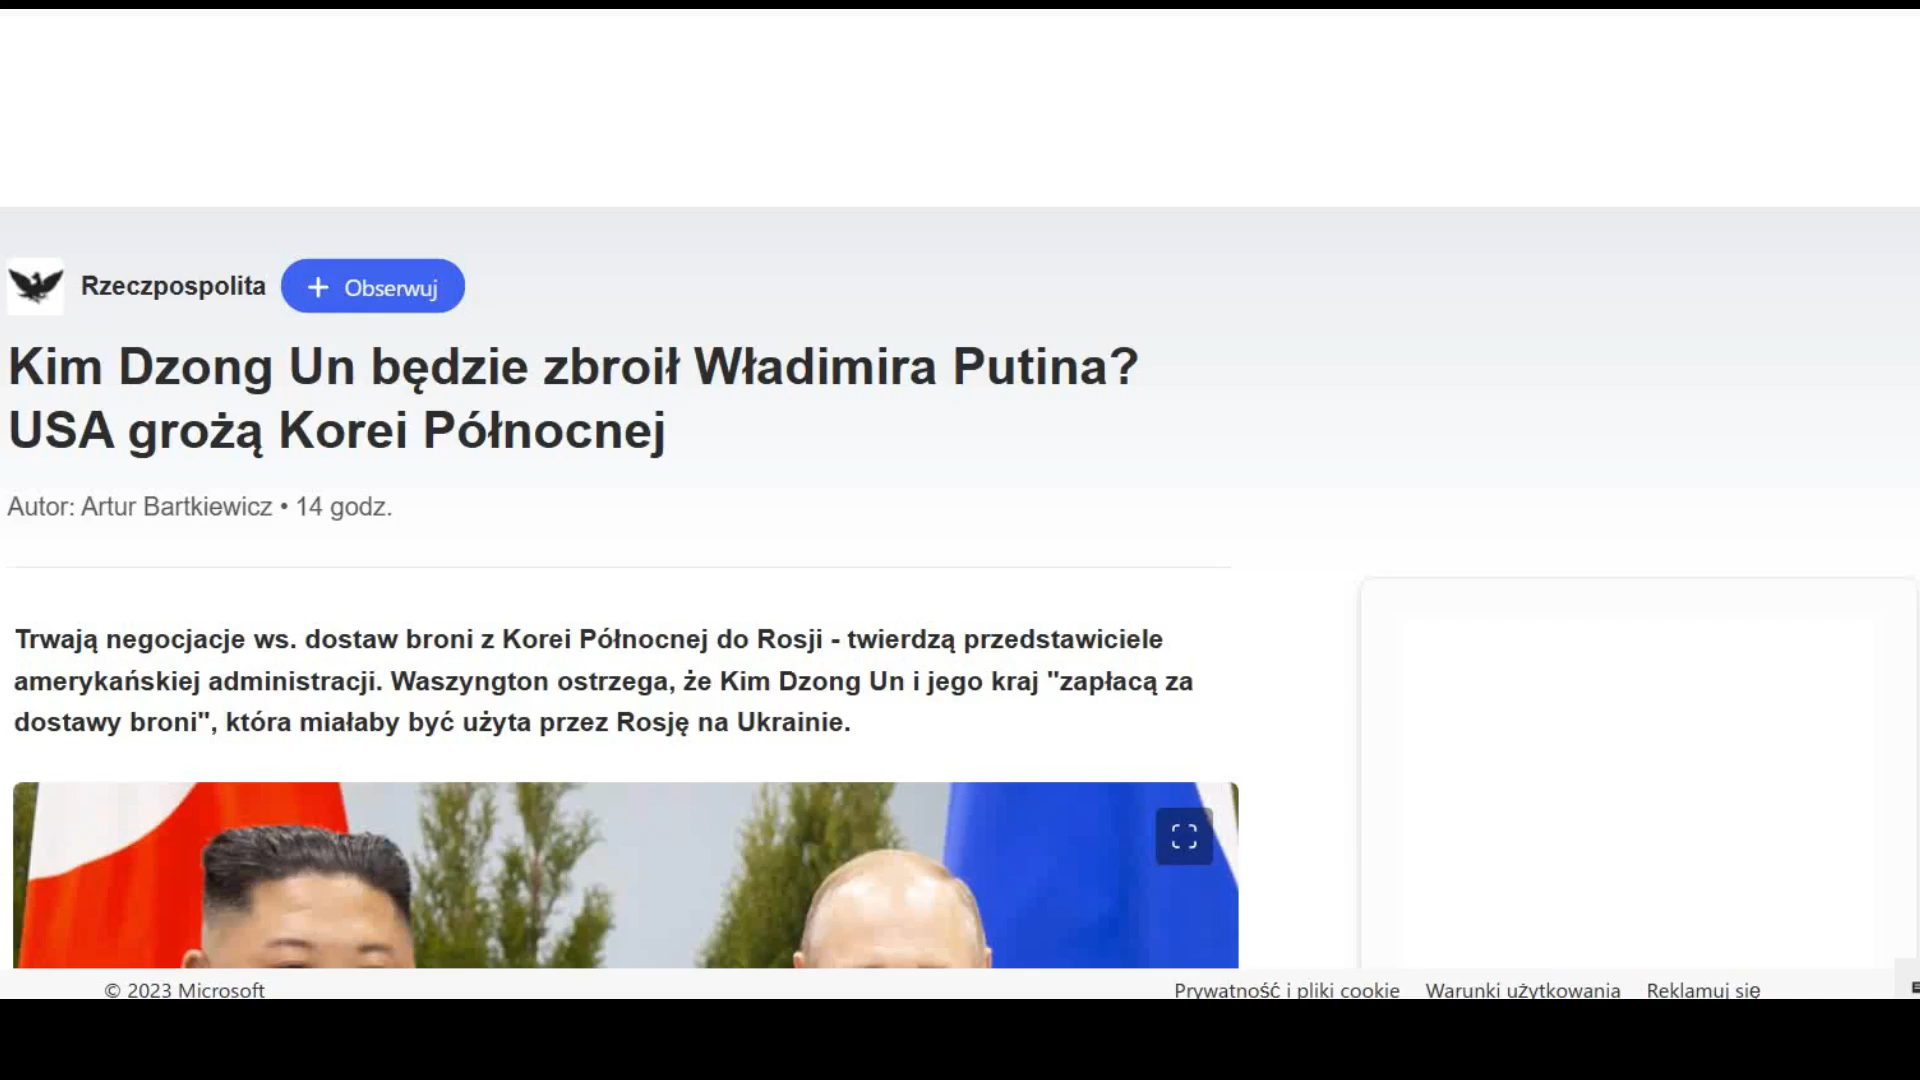 Rzeczpospolita
+ Obserwuj
Kim Dzong Un będzie zbroił Władimira Putina?
USA grożą Korei Północnej
Autor: Artur Bartkiewicz • 14 godz.
Trwają negocjacje ws. dostaw broni z Korei Północnej do Rosji - twierdzą przedstawiciele
amerykańskiej administracji. Waszyngton ostrzega, że Kim Dzong Un i jego kraj "zapłacą za
dostawy broni", która miałaby być użyta przez Rosję na Ukrainie.
© 2023 Microsoft
Prywatność i pliki cookie
Warunki użytkowania
Reklamuj się